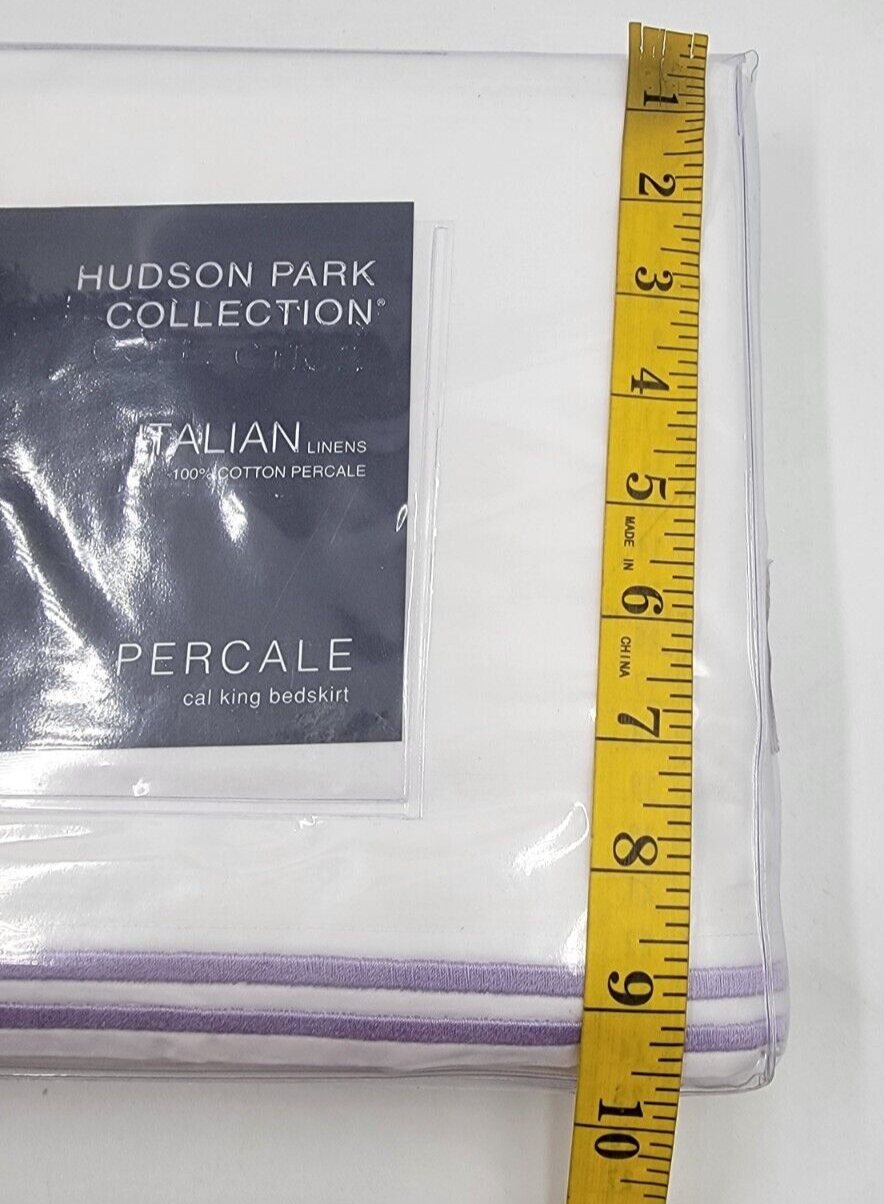 HUDSON PARK
COLLECTION®
ITALIAN LINENS
100% COTTON PERCALE
PERCALE
cal king bedskirt
1
2
3
4
5
MADE IN
6
CHINA
7
8
9
10